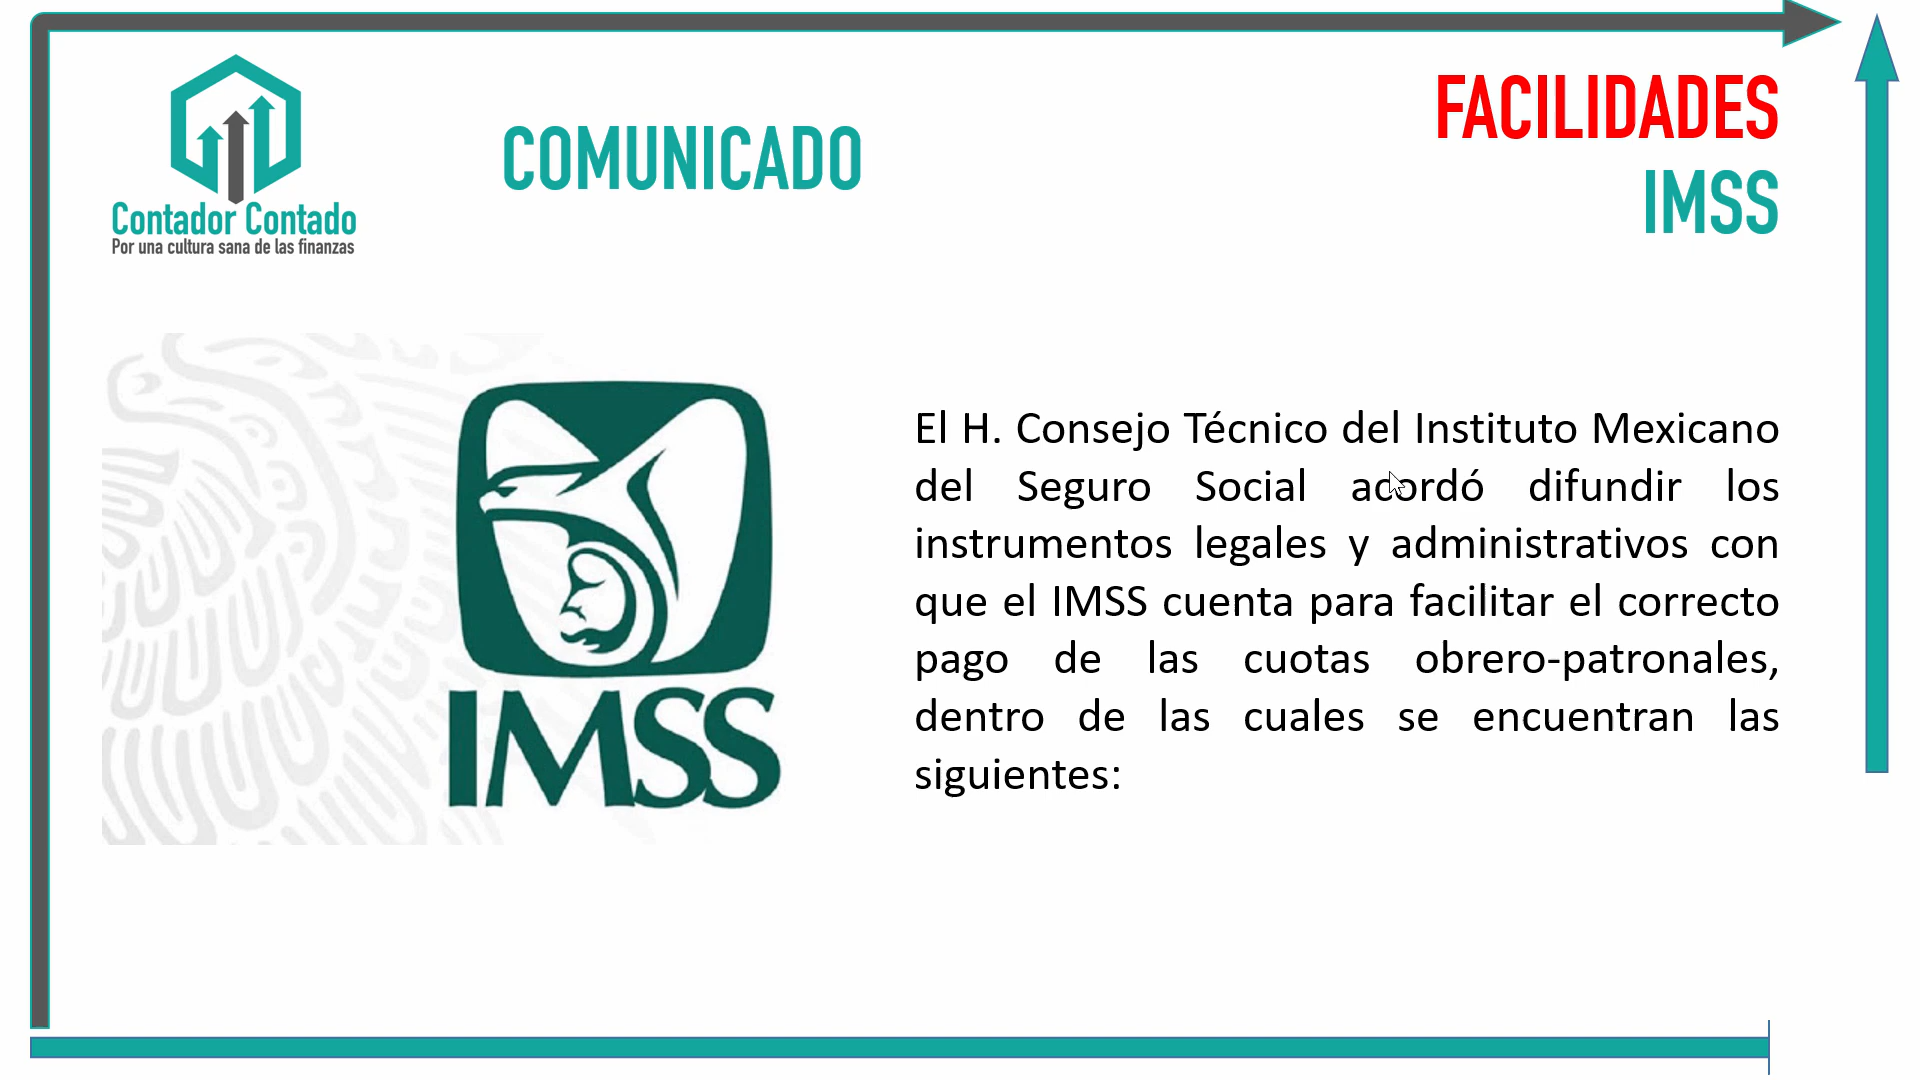 Contador Contado
Por una cultura sana de las finanzas
COMUNICADO
FACILIDADES
IMSS
IMSS
El H. Consejo Técnico del Instituto Mexicano
del Seguro Social acordó difundir los
instrumentos legales y administrativos con
que el IMSS cuenta para facilitar el correcto
pago de las cuotas obrero-patronales,
dentro de las cuales se encuentran las
siguientes: